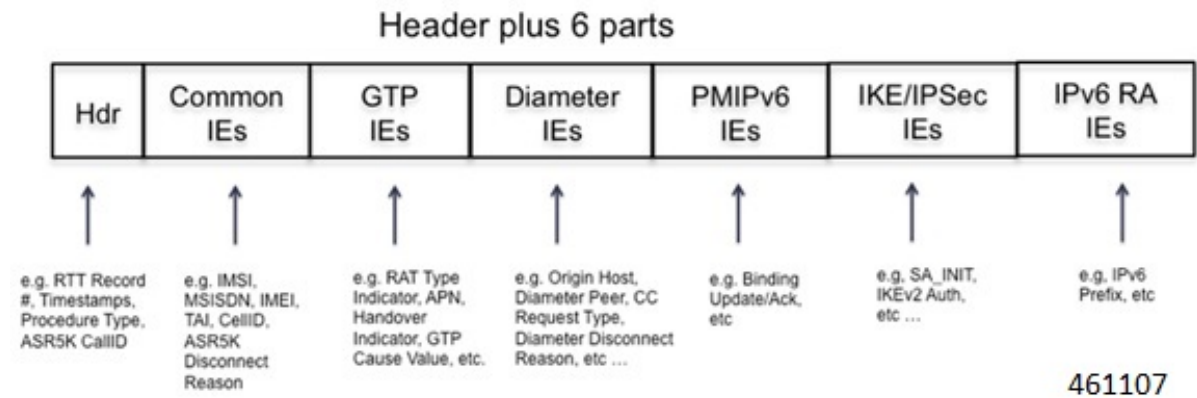 Header plus 6 parts
Hdr
Common
IEs
GTP
IEs
Diameter
IEs
PMIPv6
IEs
IKE/IPSec
IEs
IPv6 RA
IEs
e.g. RTT Record
#, Timestamps,
Procedure Type,
ASR5K CallID
e.g. IMSI,
MSISDN, IMEI,
TAI, CellID,
ASR5K
Disconnect
Reason
e.g. RAT Type
Indicator, APN,
Handover
Indicator, GTP
Cause Value, etc.
e.g. Origin Host,
Diameter Peer, CC
Request Type,
Diameter Disconnect
Reason, etc ...
e.g. Binding
Update/Ack,
etc
e.g, SA_INIT,
IKEv2 Auth,
etc ...
e.g, IPv6
Prefix, etc
461107